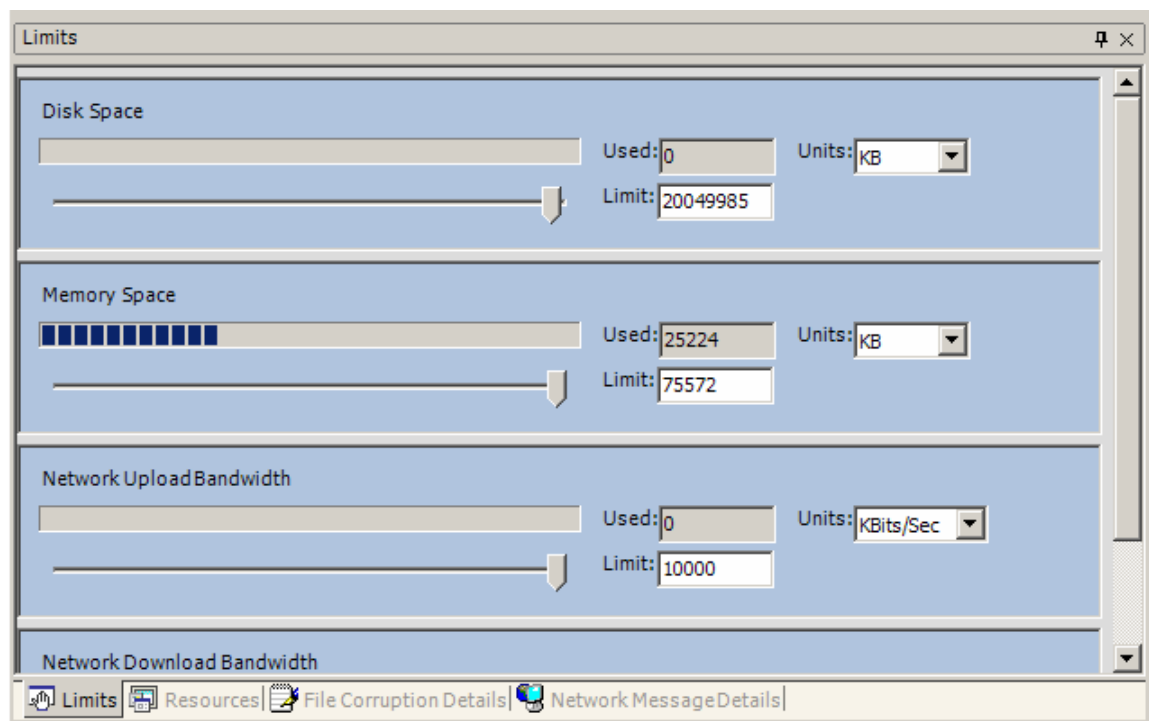 Limits
Disk Space
Used: 0 Units: KB
Limit: 20049985
Memory Space
Used: 25224 Units: KB
Limit: 75572
Network Upload Bandwidth
Used: 0 Units: KBits/Sec
Limit: 10000
Network Download Bandwidth
Limits Resources File Corruption Details Network Message Details